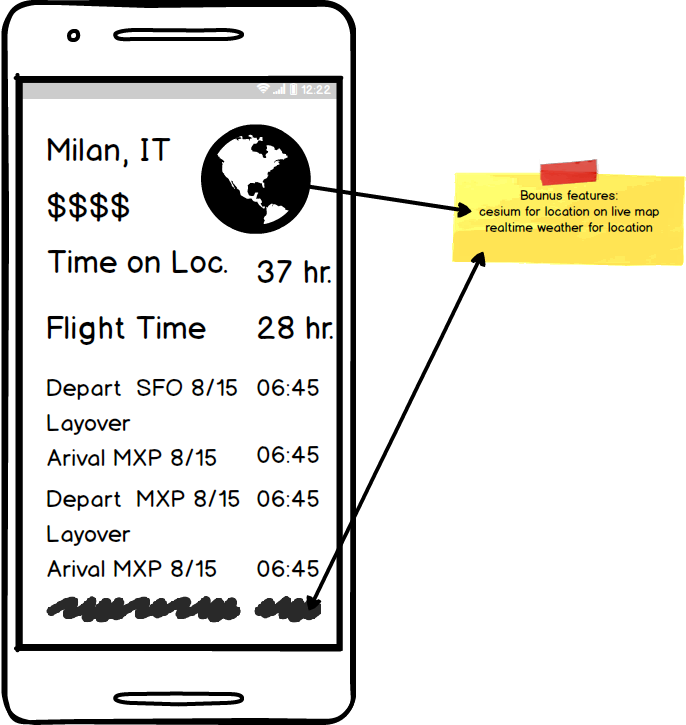 12:22
Milan, IT
$$$$
Time on Loc. 37 hr.
Flight Time 28 hr.
Depart SFO 8/15 06:45
Layover
Arival MXP 8/15 06:45
Depart MXP 8/15 06:45
Layover
Arival MXP 8/15 06:45
Bounus features:
cesium for location on live map
realtime weather for location